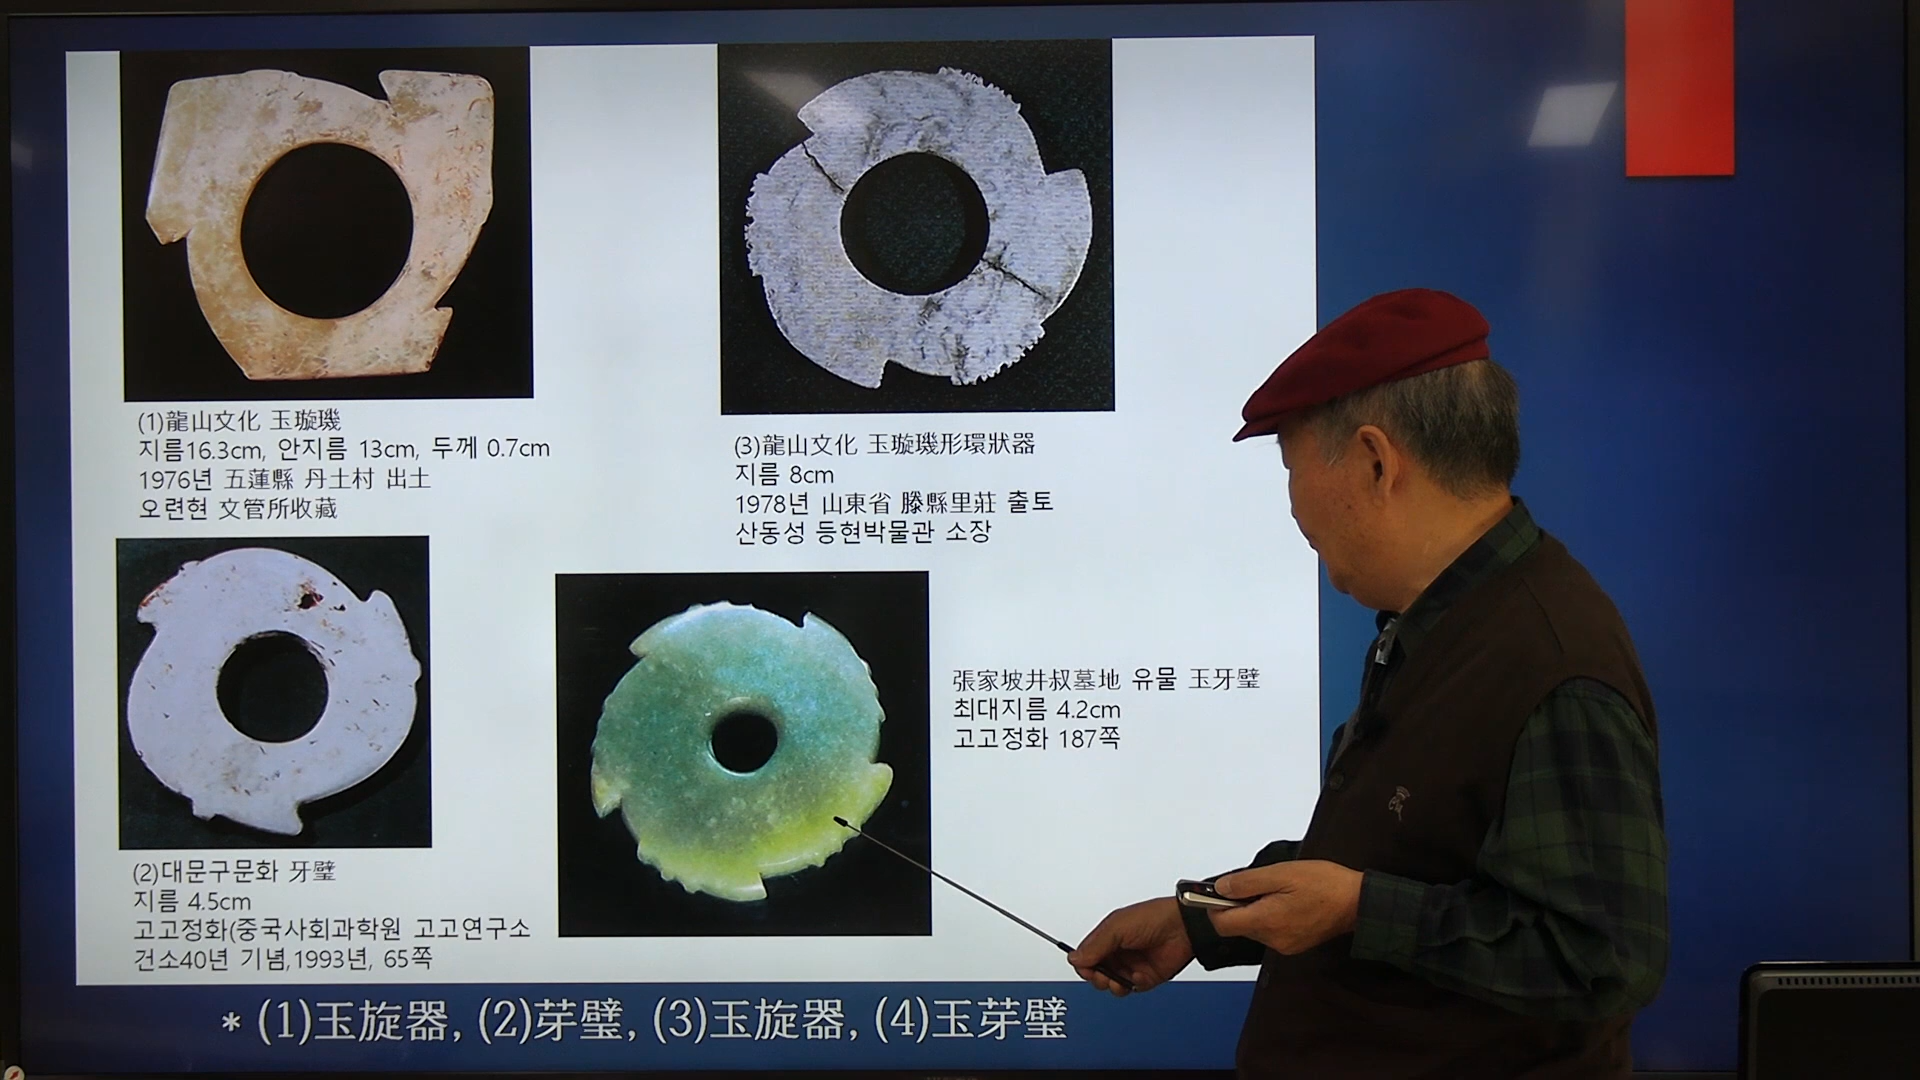 (1)龍山文化 玉璇璣
지름16.3cm, 안지름 13cm, 두께 0.7cm
1976년 五蓮縣 丹土村 出土
오련현 文管所收藏
(3)龍山文化 玉璇璣形環狀器
지름 8cm
1978년 山東省 滕縣里莊 출토
산동성 등현박물관 소장
(2)대문구문화 牙璧
지름 4.5cm
고고정화(중국사회과학원 고고연구소
건소40년 기념,1993년, 65쪽
張家坡井叔墓地 유물 玉牙璧
최대지름 4.2cm
고고정화 187쪽
* (1)玉旋器, (2)芽璧, (3)玉旋器, (4)玉芽璧